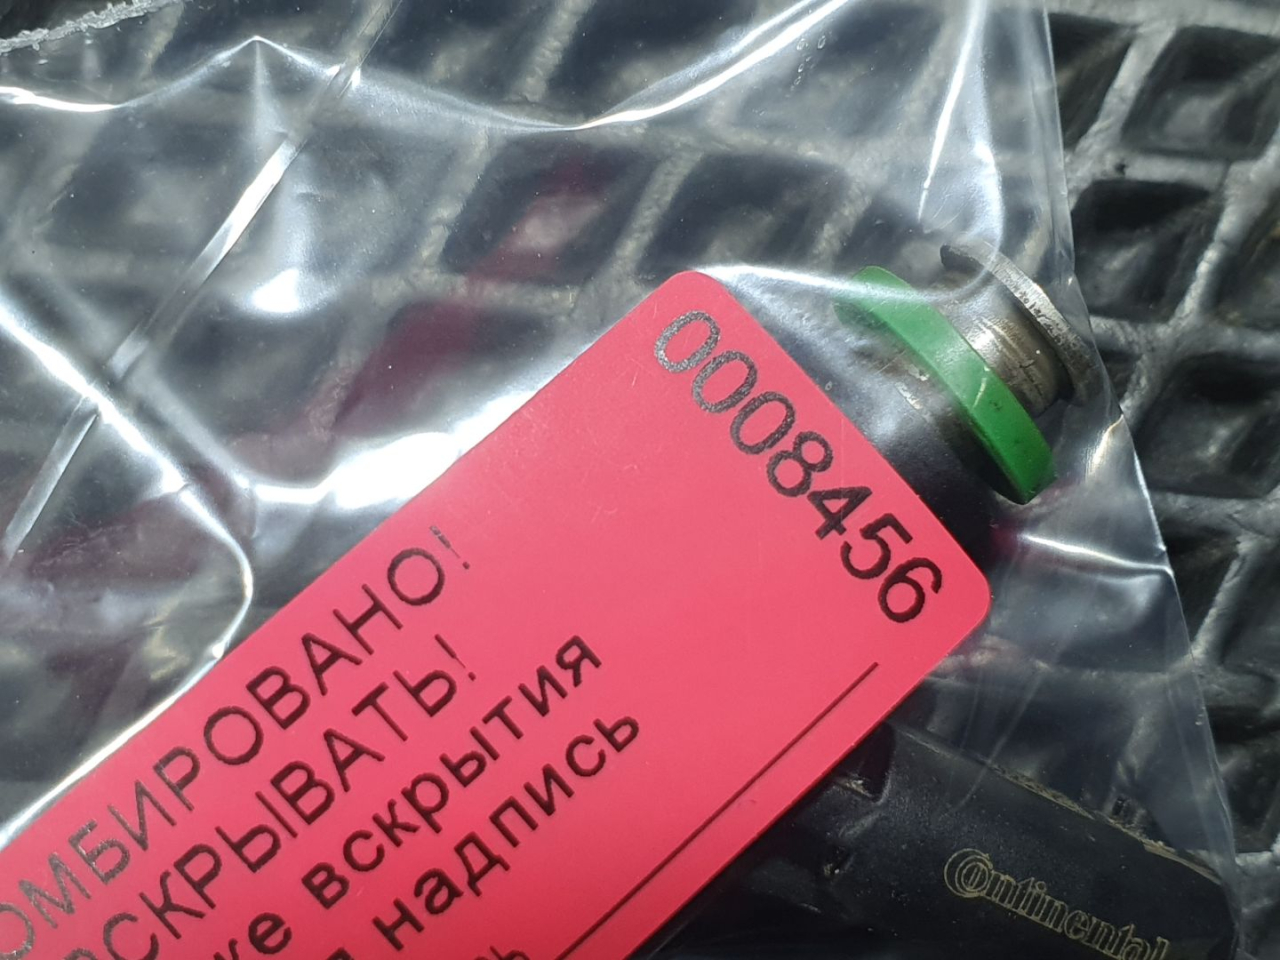 0008456
ОМБИРОВАНО!
СКРЫВАТЬ!
вскрытия
надпись
Continental